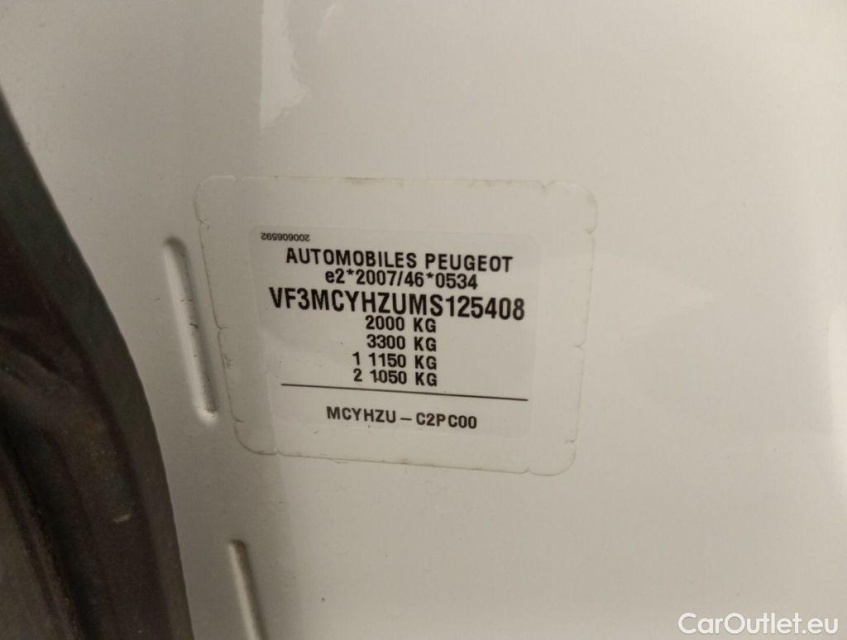 200606592
AUTOMOBILES PEUGEOT
e2*2007/46*0534
VF3MCYHZUMS125408
2000 KG
3300 KG
1 1150 KG
2 1050 KG
MCYHZU - C2PC00
CarOutlet.eu